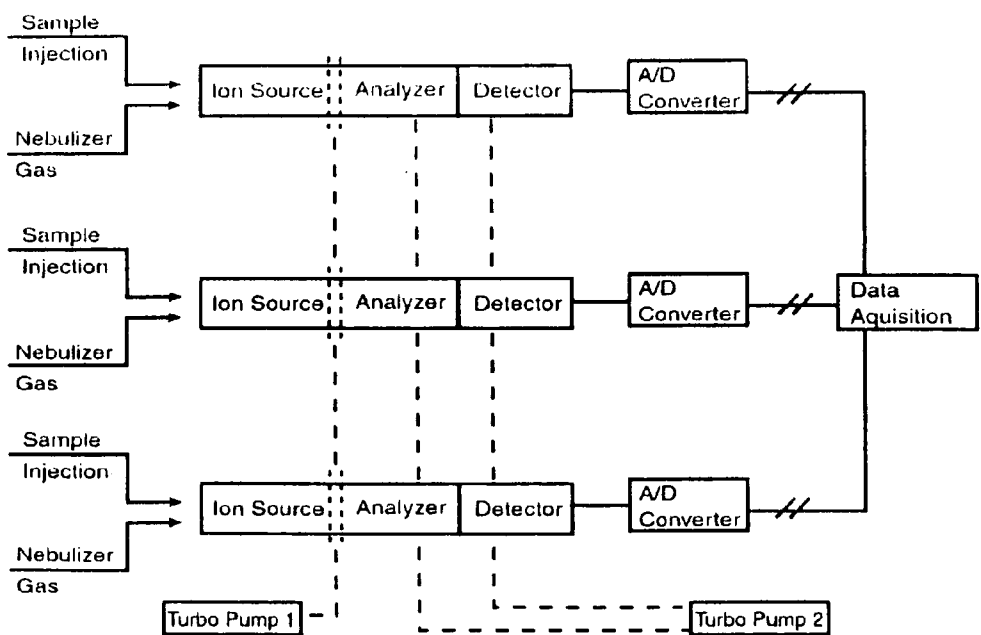 Sample
Injection
Nebulizer
Gas
Ion Source
Analyzer
Detector
A/D
Converter
Sample
Injection
Nebulizer
Gas
Ion Source
Analyzer
Detector
A/D
Converter
Data
Aquisition
Sample
Injection
Nebulizer
Gas
Ion Source
Analyzer
Detector
A/D
Converter
Turbo Pump 1
Turbo Pump 2